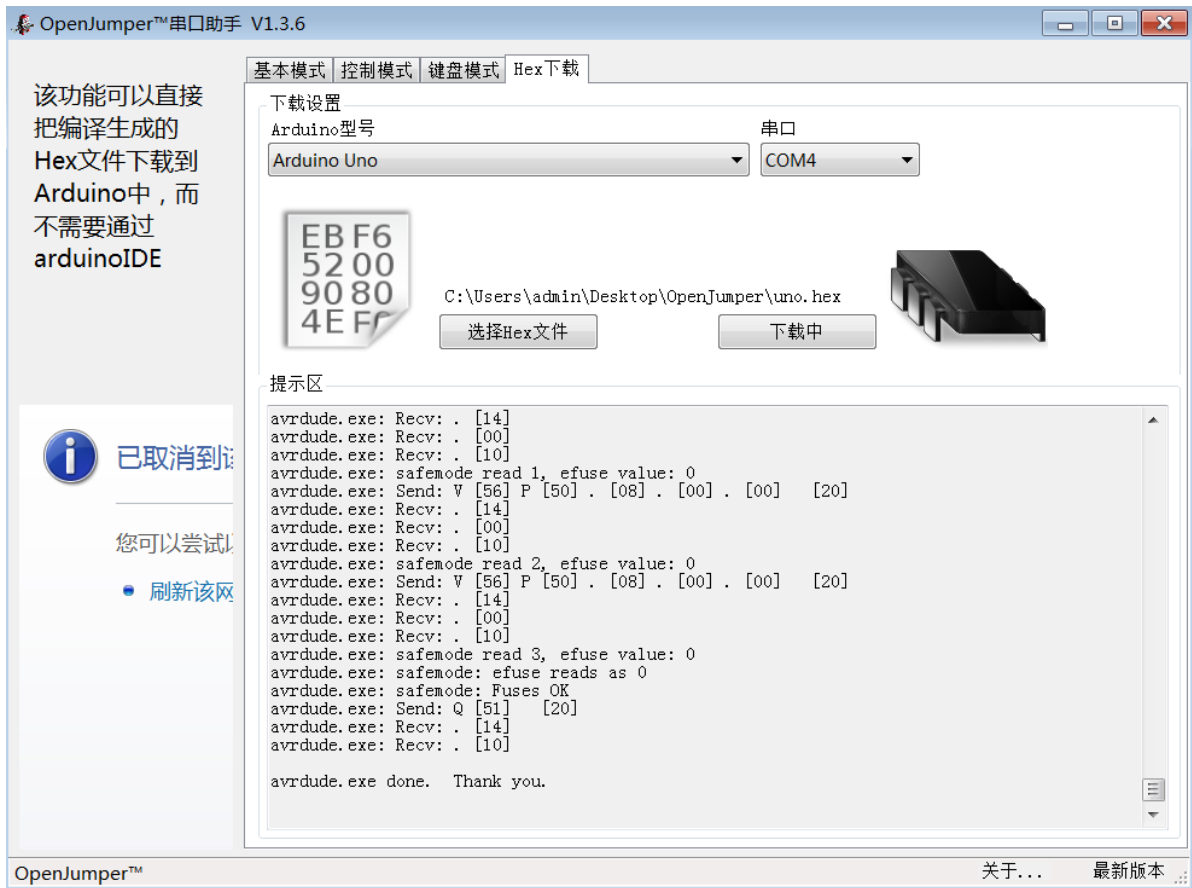 OpenJumper™串口助手 V1.3.6
基本模式 控制模式 键盘模式 Hex下载
该功能可以直接
把编译生成的
Hex文件下载到
Arduino中，而
不需要通过
arduinoIDE
下载设置
Arduino型号 串口
Arduino Uno COM4
EB F6
52 00
90 80
4E
C:\Users\admin\Desktop\OpenJumper\uno.hex
选择Hex文件 下载中
提示区
avrdude.exe: Recv: . [14]
avrdude.exe: Recv: . [00]
avrdude.exe: Recv: . [10]
avrdude.exe: safemode read 1, efuse value: 0
avrdude.exe: Send: V [56] P [50] . [08] . [00] . [00]   [20]
avrdude.exe: Recv: . [14]
avrdude.exe: Recv: . [00]
avrdude.exe: Recv: . [10]
avrdude.exe: safemode read 2, efuse value: 0
avrdude.exe: Send: V [56] P [50] . [08] . [00] . [00]   [20]
avrdude.exe: Recv: . [14]
avrdude.exe: Recv: . [00]
avrdude.exe: Recv: . [10]
avrdude.exe: safemode read 3, efuse value: 0
avrdude.exe: safemode: efuse reads as 0
avrdude.exe: safemode: Fuses OK
avrdude.exe: Send: Q [51]   [20]
avrdude.exe: Recv: . [14]
avrdude.exe: Recv: . [10]
avrdude.exe done.  Thank you.
已取消到
您可以尝试
刷新该网
OpenJumper™ 关于... 最新版本